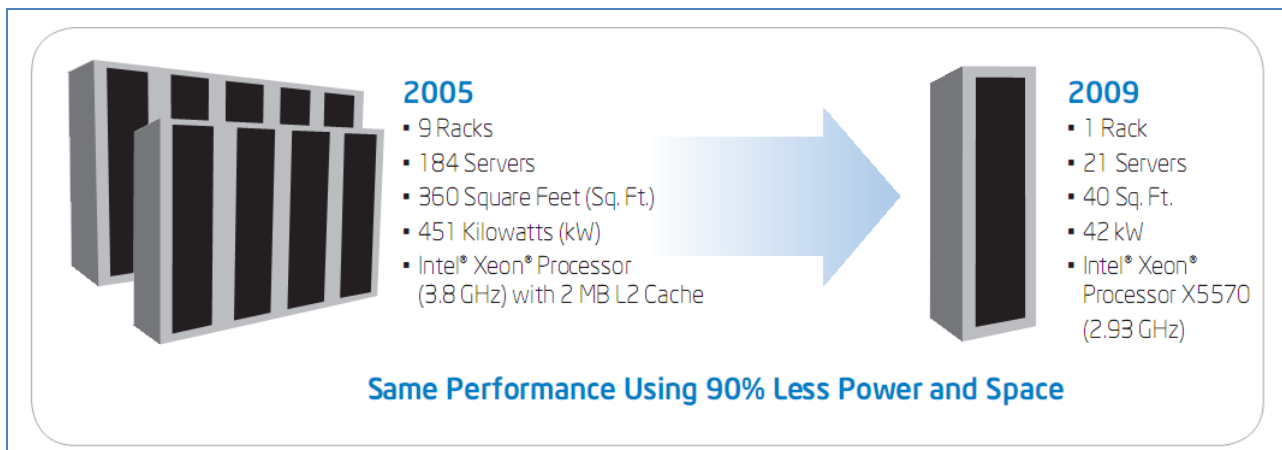 2005
▪ 9 Racks
▪ 184 Servers
▪ 360 Square Feet (Sq. Ft.)
▪ 451 Kilowatts (kW)
▪ Intel® Xeon® Processor
(3.8 GHz) with 2 MB L2 Cache
2009
▪ 1 Rack
▪ 21 Servers
▪ 40 Sq. Ft.
▪ 42 kW
▪ Intel® Xeon®
Processor X5570
(2.93 GHz)
Same Performance Using 90% Less Power and Space